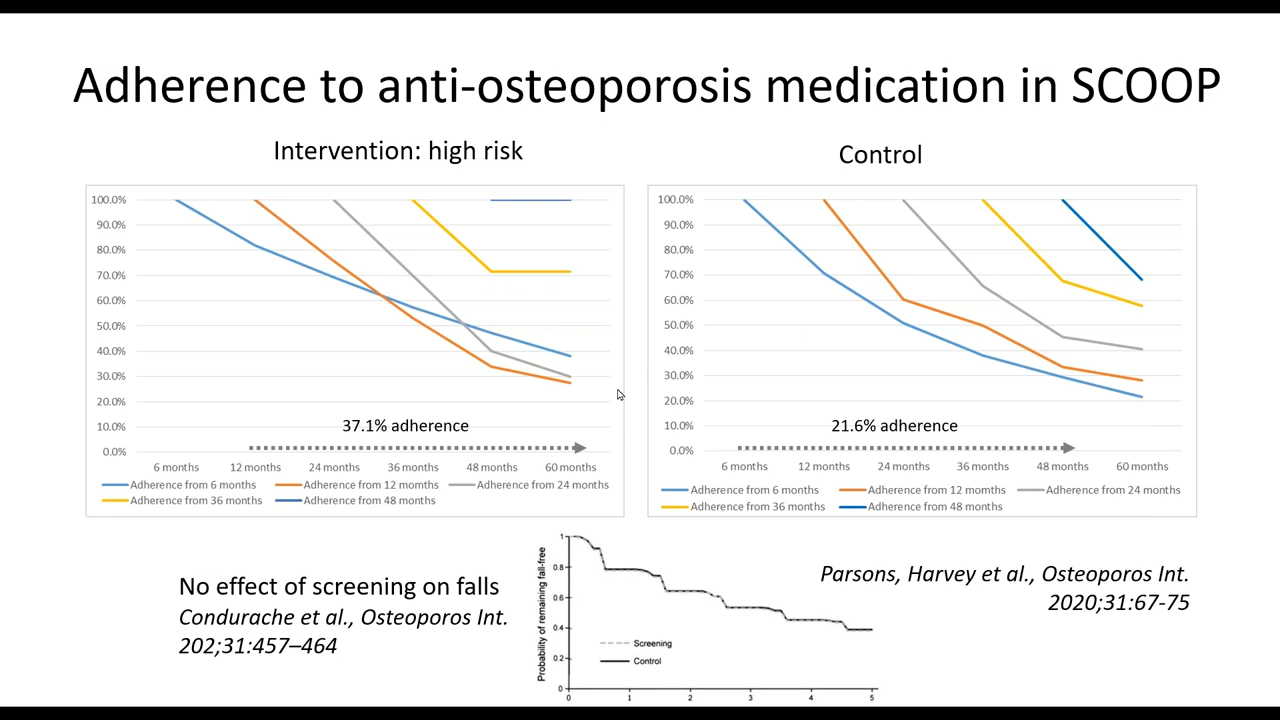 Adherence to anti-osteoporosis medication in SCOOP
Intervention: high risk
100.0%
90.0%
80.0%
70.0%
60.0%
50.0%
40.0%
30.0%
20.0%
10.0%
0.0%
37.1% adherence
6 months 12 months 24 months 36 months 48 months 60 months
Adherence from 6 months Adherence from 12 momths Adherence from 24 months
Adherence from 36 months Adherence from 48 months
Control
100.0%
90.0%
80.0%
70.0%
60.0%
50.0%
40.0%
30.0%
20.0%
10.0%
0.0%
21.6% adherence
6 months 12 months 24 months 36 months 48 months 60 months
Adherence from 6 months Adherence from 12 momths Adherence from 24 months
Adherence from 36 months Adherence from 48 months
No effect of screening on falls
Condurache et al., Osteoporos Int.
202;31:457–464
Probability of remaining fall-free
1
0.8
0.6
0.4
0.2
0
Screening
Control
0 1 2 3 4 5
Parsons, Harvey et al., Osteoporos Int.
2020;31:67-75